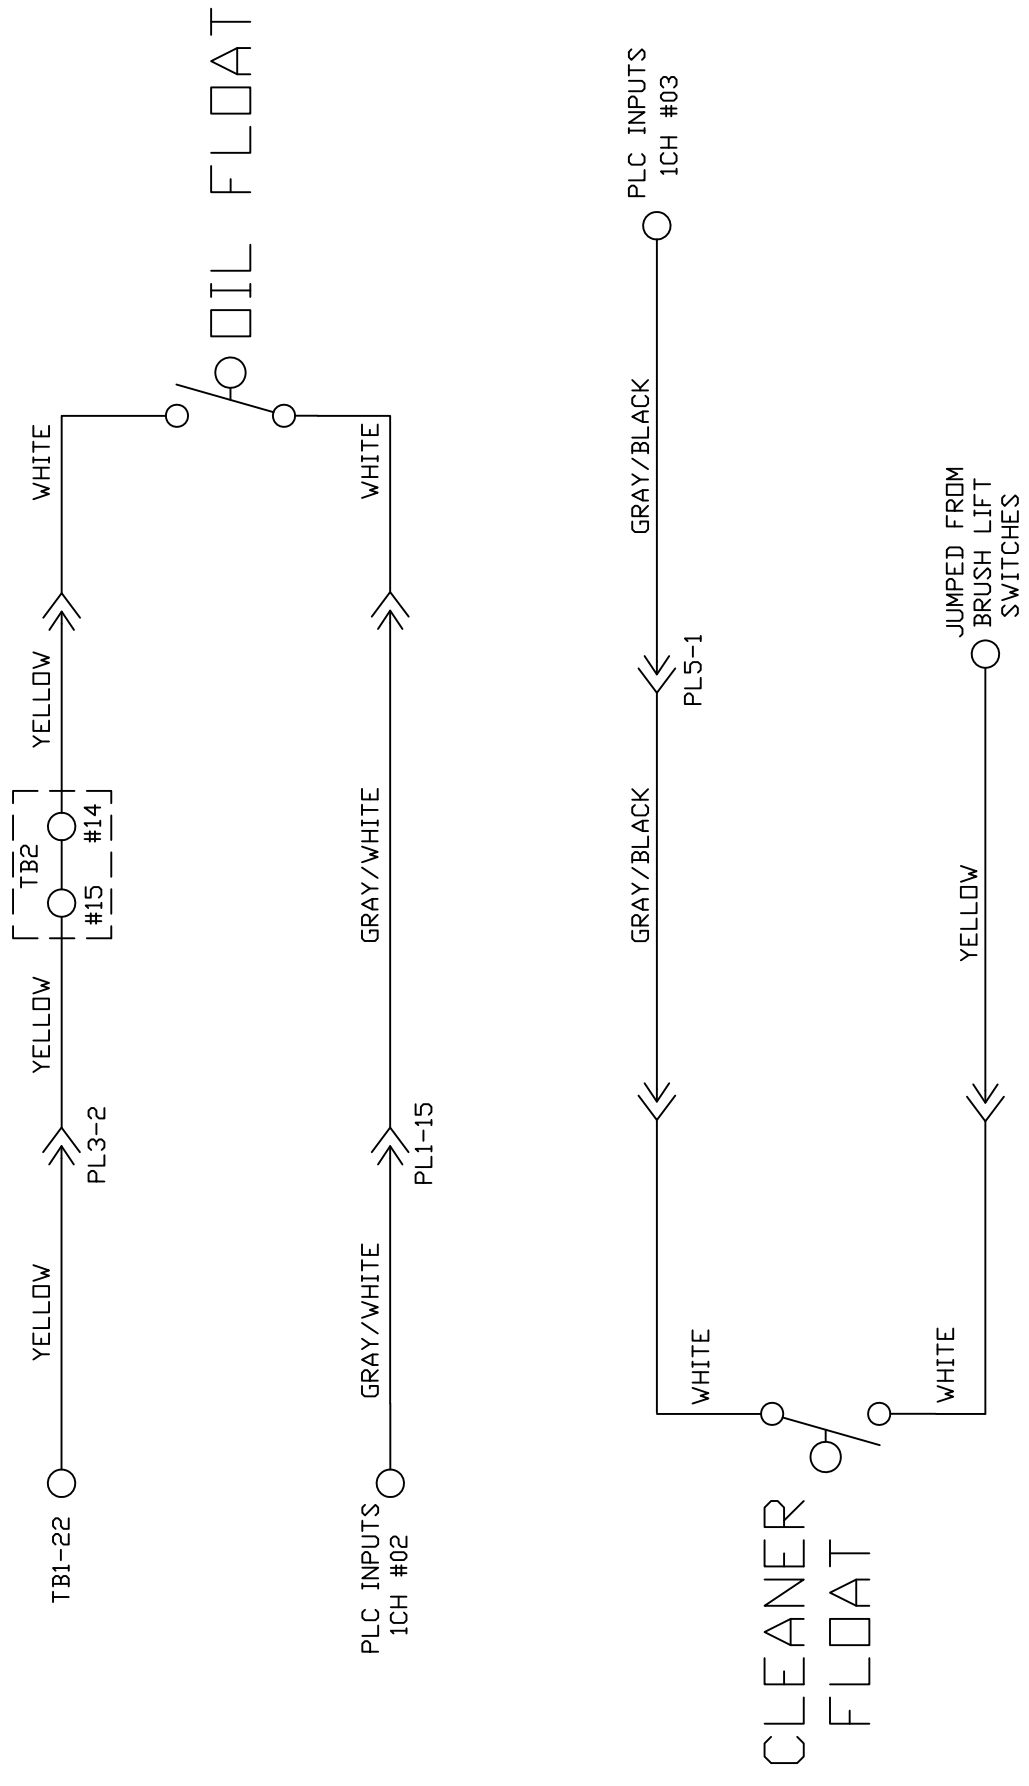 TB1-22
YELLOW
PL3-2
YELLOW
TB2
#15
#14
YELLOW
WHITE
OIL FLOAT
PLC INPUTS
1CH #02
GRAY/WHITE
PL1-15
GRAY/WHITE
WHITE
PLC INPUTS
1CH #03
GRAY/BLACK
PL5-1
GRAY/BLACK
WHITE
CLEANER
FLOAT
WHITE
YELLOW
JUMPED FROM
BRUSH LIFT
SWITCHES